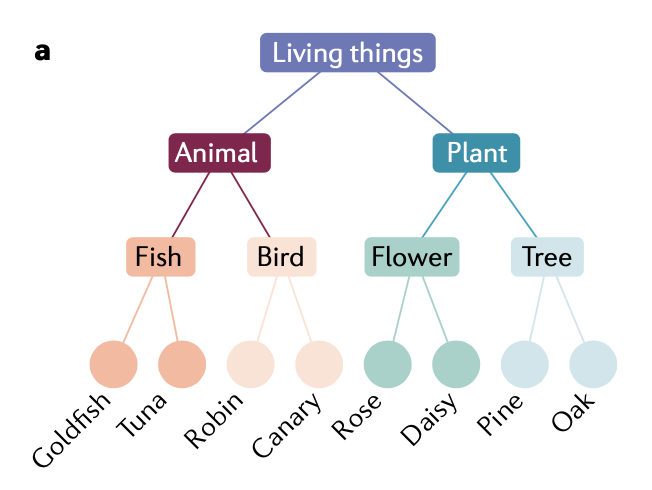 a
Living things
Animal
Plant
Fish
Bird
Flower
Tree
Goldfish
Tuna
Robin
Canary
Rose
Daisy
Pine
Oak